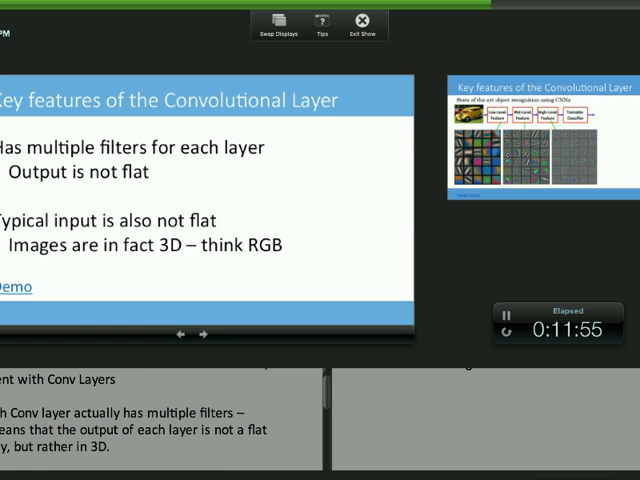 PM
Swap Displays
Tips
Exit Show
Key features of the Convolutional Layer
Has multiple filters for each layer
Output is not flat
Typical input is also not flat
Images are in fact 3D – think RGB
Demo
Key features of the Convolutional Layer
State of the art object recognition using CNNs
Low-Level Feature
Mid-Level Feature
High-Level Feature
Trainable Classifier
Elapsed
0:11:55
ent with Conv Layers
h Conv layer actually has multiple filters –
eans that the output of each layer is not a flat
y, but rather in 3D.